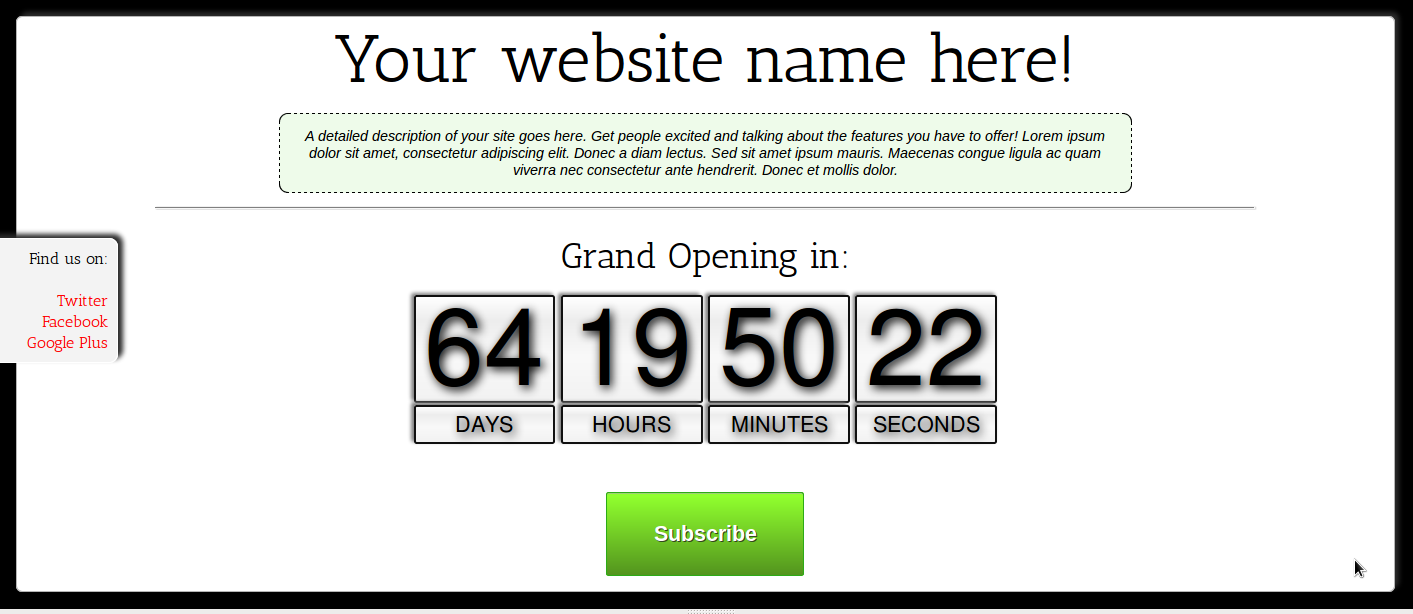 Your website name here!
A detailed description of your site goes here. Get people excited and talking about the features you have to offer! Lorem ipsum
dolor sit amet, consectetur adipiscing elit. Donec a diam lectus. Sed sit amet ipsum mauris. Maecenas congue ligula ac quam
viverra nec consectetur ante hendrerit. Donec et mollis dolor.
Find us on:
Twitter
Facebook
Google Plus
Grand Opening in:
64 19 50 22
DAYS HOURS MINUTES SECONDS
Subscribe